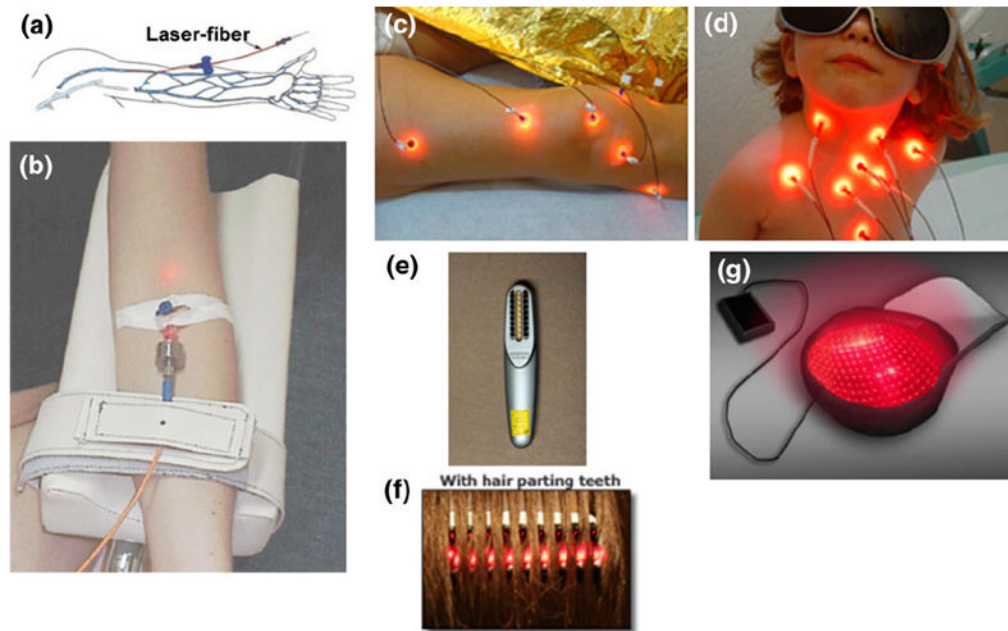 (a)
Laser-fiber
(b)
(c)
(d)
(e)
(f)
With hair parting teeth
(g)